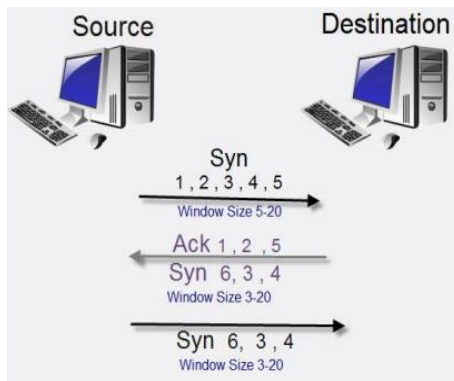 Source
Destination
Syn
1 , 2 , 3 , 4 , 5
Window Size 5-20
Ack 1 , 2 , 5
Syn 6, 3 , 4
Window Size 3-20
Syn 6, 3 , 4
Window Size 3-20